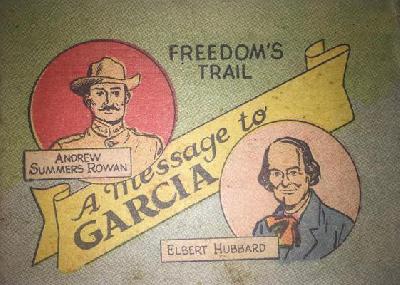 FREEDOM'S
TRAIL
ANDREW
SUMMERS ROWAN
A Message to
GARCIA
ELBERT HUBBARD